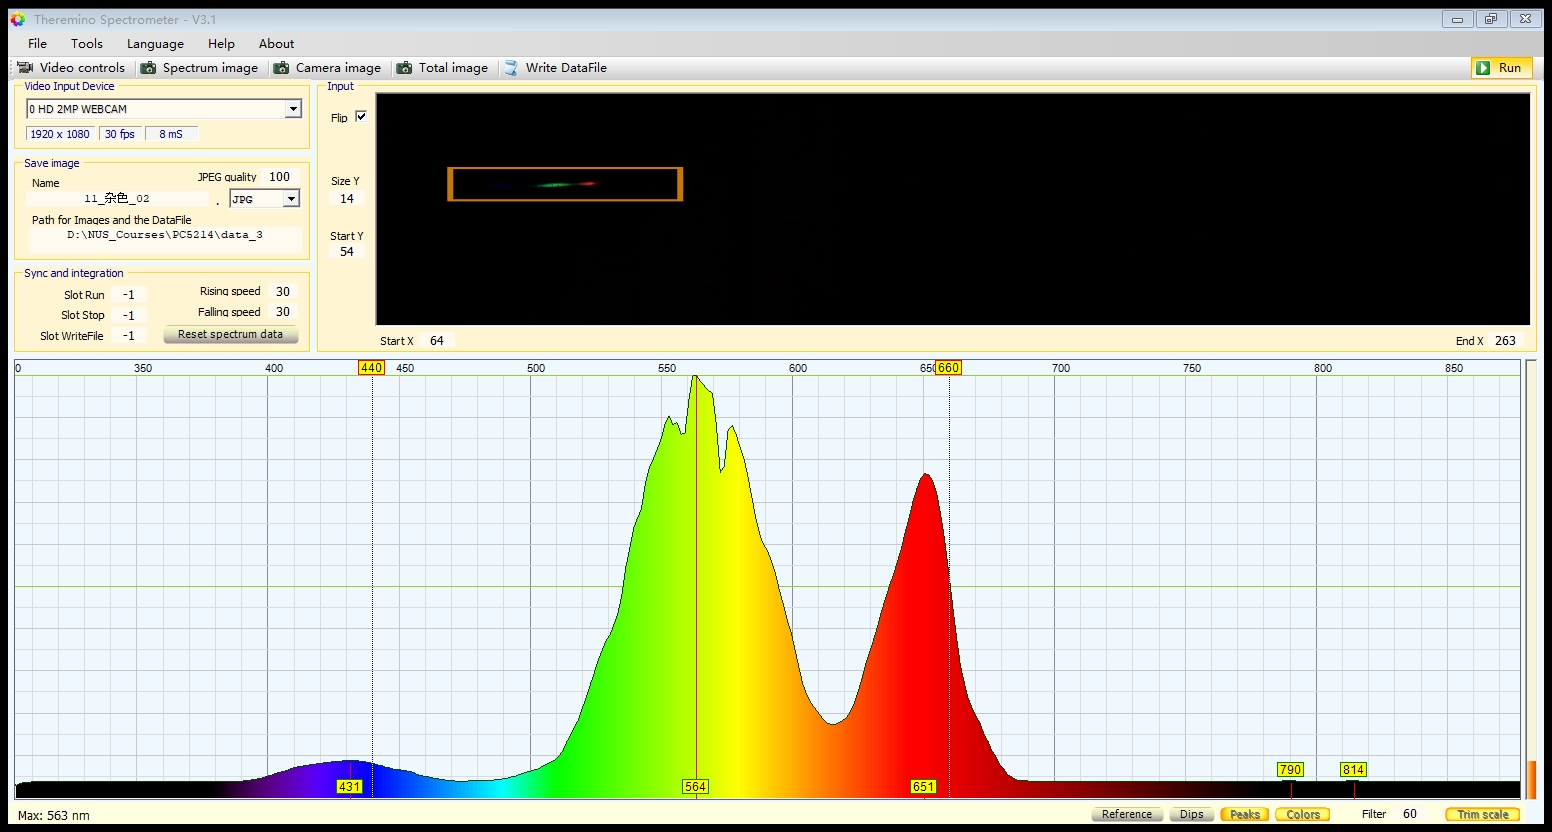 Theremino Spectrometer - V3.1
File Tools Language Help About
Video controls Spectrum image Camera image Total image Write DataFile Run
Video Input Device
0 HD 2MP WEBCAM
1920 x 1080 30 fps 8 mS
Save image
JPEG quality 100
Name
11_杂色_02 . JPG
Path for Images and the DataFile
D:\NUS_Courses\PC5214\data_3
Sync and integration
Slot Run -1 Rising speed 30
Slot Stop -1 Falling speed 30
Slot WriteFile -1 Reset spectrum data
Input
Flip
Size Y
14
Start Y
54
Start X 64 End X 263
0 350 400 440 450 500 550 600 650 660 700 750 800 850
790 814
431 564 651
Max: 563 nm Reference Dips Peaks Colors Filter 60 Trim scale